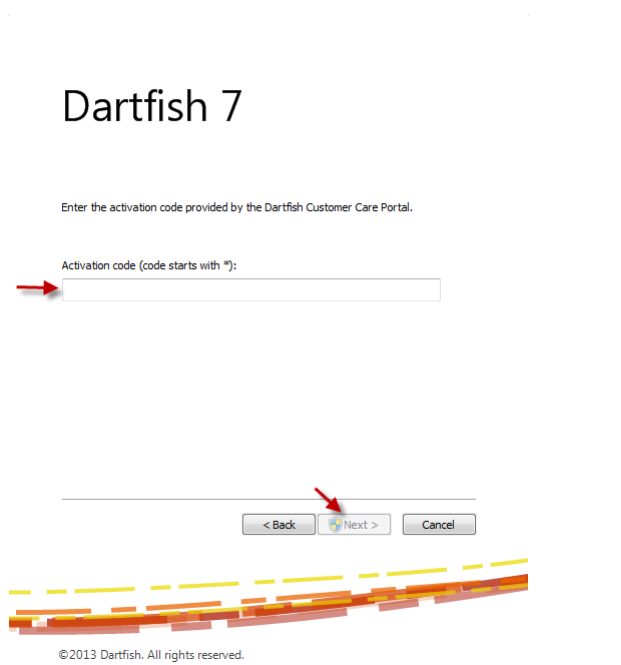 Dartfish 7
Enter the activation code provided by the Dartfish Customer Care Portal.
Activation code (code starts with *):
< Back Next > Cancel
©2013 Dartfish. All rights reserved.